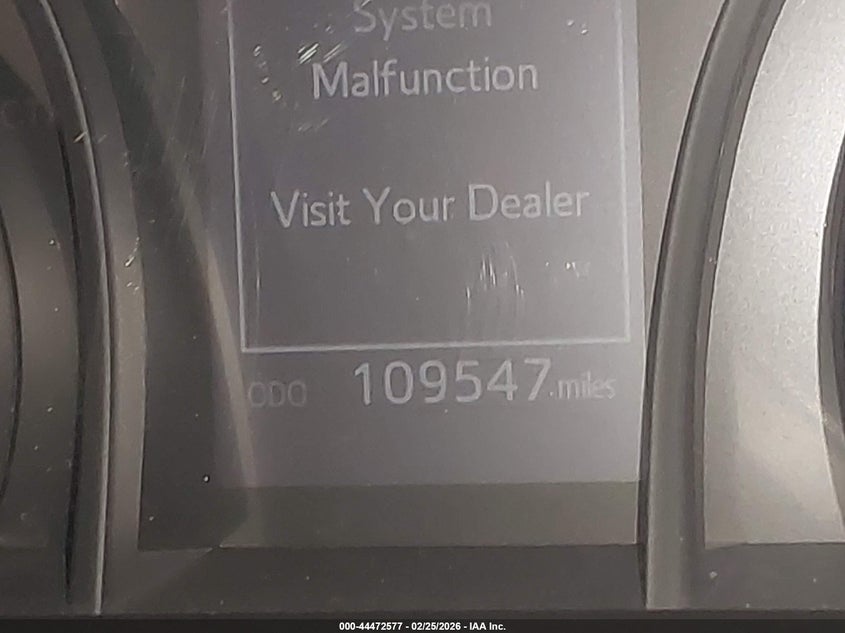 System
Malfunction
Visit Your Dealer
ODO 109547 miles
000-44472577 - 02/25/2026 - IAA Inc.